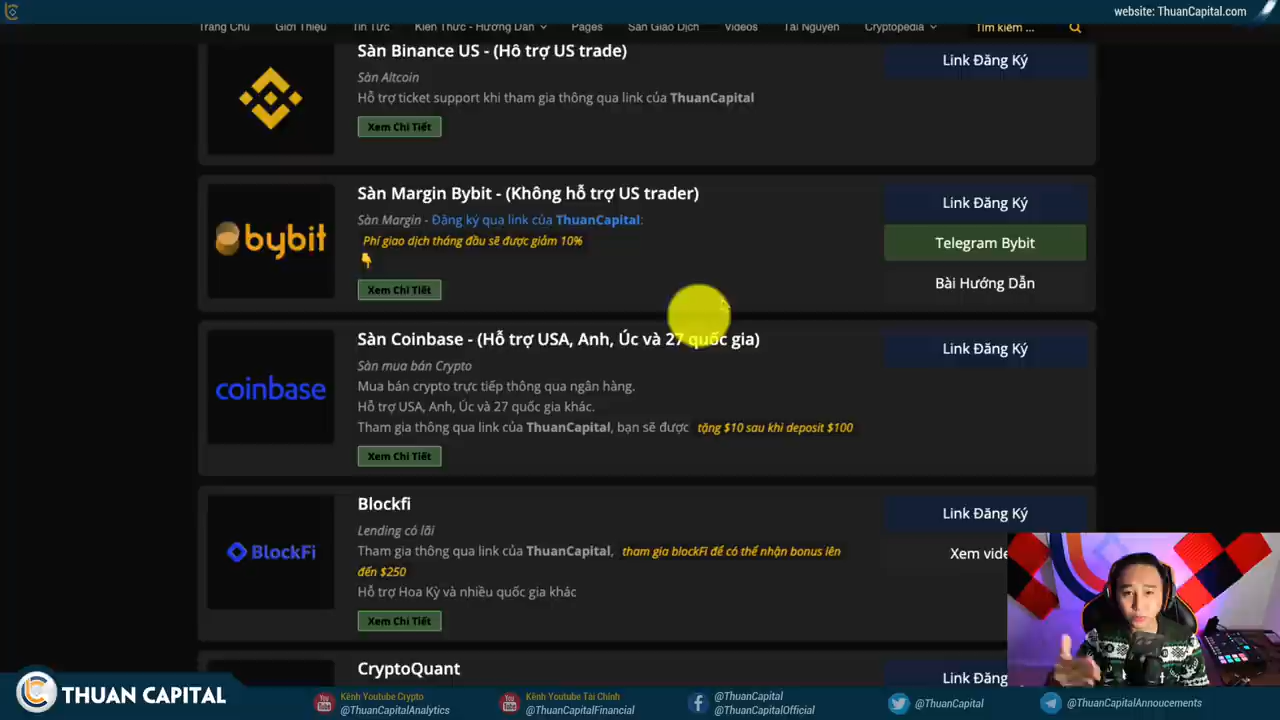 website: ThuanCapital.com
Trang Chủ Giới Thiệu Tin Tức Kiến Thức - Hướng Dẫn Pages Sàn Giao Dịch Videos Tài Nguyên Cryptopedia Tìm kiếm ...
Sàn Binance US - (Hỗ trợ US trade)
Sàn Altcoin
Hỗ trợ ticket support khi tham gia thông qua link của ThuanCapital
Xem Chi Tiết
Link Đăng Ký
bybit
Sàn Margin Bybit - (Không hỗ trợ US trader)
Sàn Margin - Đăng ký qua link của ThuanCapital:
Phí giao dịch tháng đầu sẽ được giảm 10%
Xem Chi Tiết
Link Đăng Ký
Telegram Bybit
Bài Hướng Dẫn
coinbase
Sàn Coinbase - (Hỗ trợ USA, Anh, Úc và 27 quốc gia)
Sàn mua bán Crypto
Mua bán crypto trực tiếp thông qua ngân hàng.
Hỗ trợ USA, Anh, Úc và 27 quốc gia khác.
Tham gia thông qua link của ThuanCapital, bạn sẽ được tặng $10 sau khi deposit $100
Xem Chi Tiết
Link Đăng Ký
BlockFi
Blockfi
Lending có lãi
Tham gia thông qua link của ThuanCapital, tham gia blockFi để có thể nhận bonus lên
đến $250
Hỗ trợ Hoa Kỳ và nhiều quốc gia khác
Xem Chi Tiết
Link Đăng Ký
Xem vide
CryptoQuant
Link Đăng
THUAN CAPITAL
Kênh Youtube Crypto
@ThuanCapitalAnalytics
Kênh Youtube Tài Chính
@ThuanCapitalFinancial
@ThuanCapital
@ThuanCapitalOfficial
@ThuanCapital
@ThuanCapitalAnnoucements